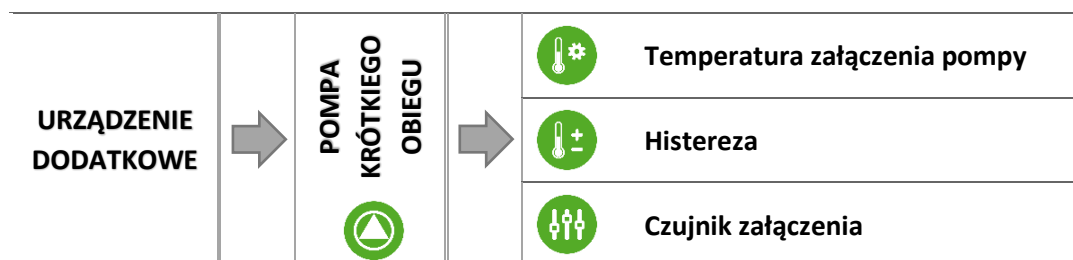 URZĄDZENIE
DODATKOWE
POMPA
KRÓTKIEGO
OBIEGU
Temperatura załączenia pompy
Histereza
Czujnik załączenia